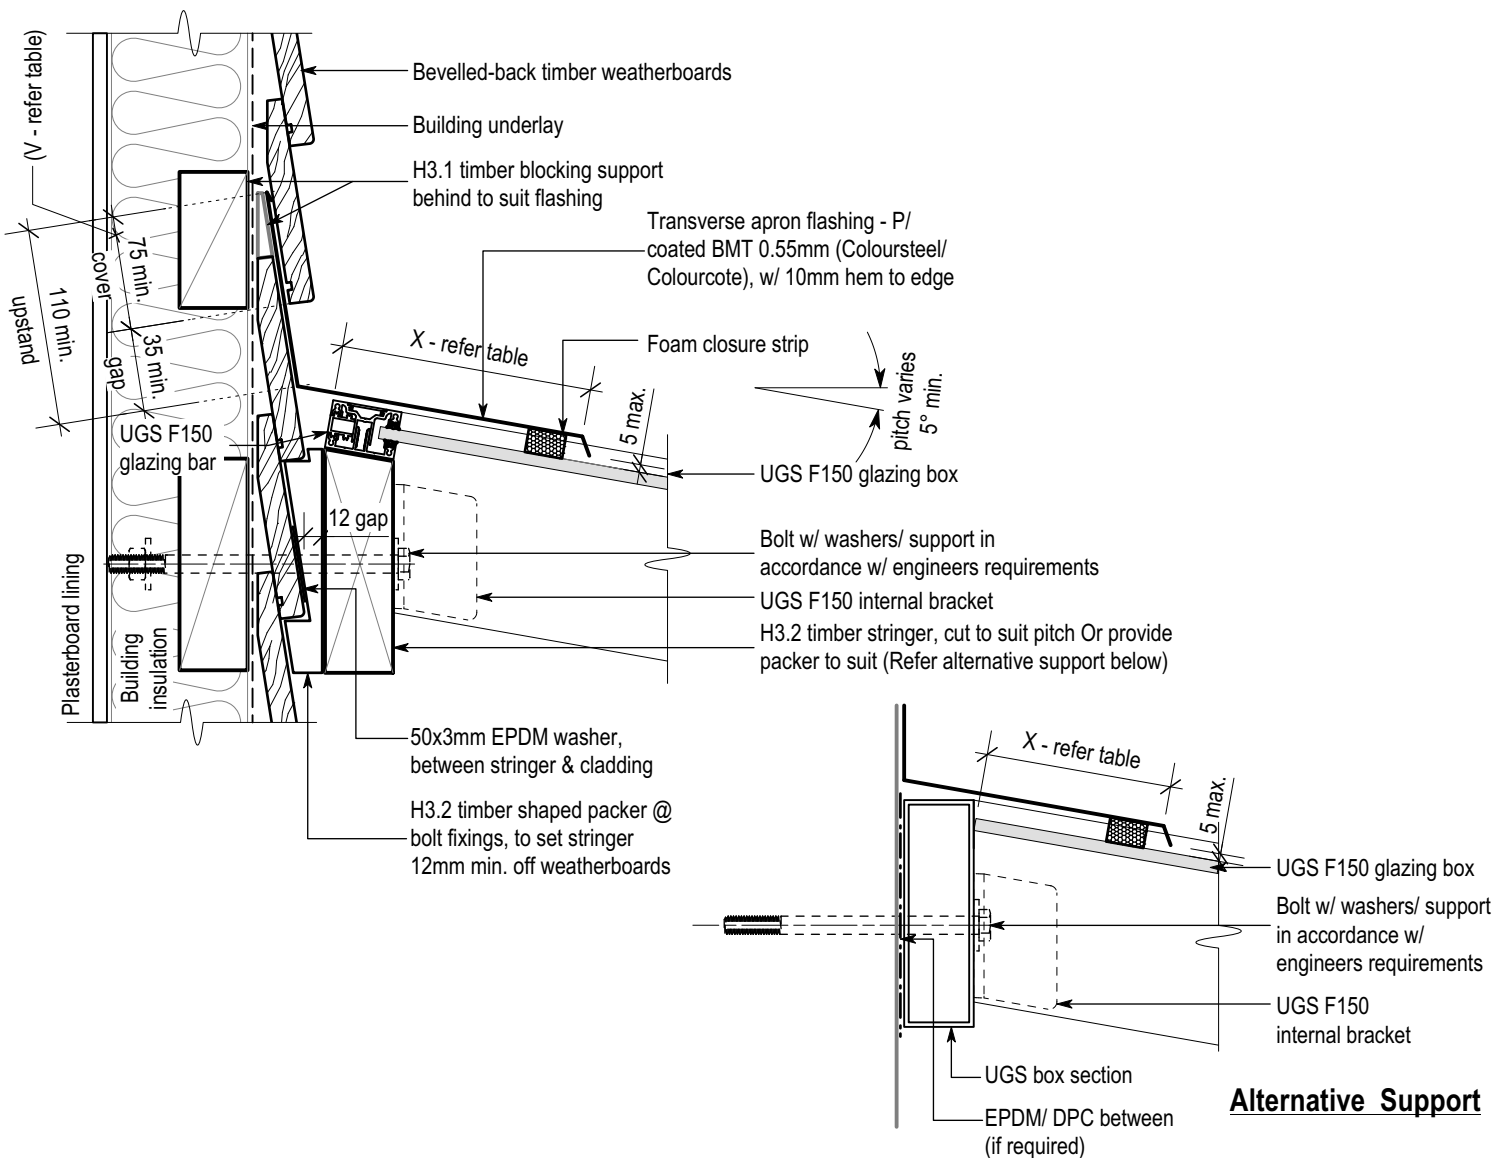 (V - refer table)
Bevelled-back timber weatherboards
Building underlay
H3.1 timber blocking support
behind to suit flashing
Transverse apron flashing - P/
coated BMT 0.55mm (Coloursteel/
Colourcote), w/ 10mm hem to edge
75 min.
cover
110 min.
upstand
35 min.
gap
X - refer table
Foam closure strip
pitch varies
5° min.
5 max.
UGS F150
glazing bar
UGS F150 glazing box
12 gap
Bolt w/ washers/ support in
accordance w/ engineers requirements
UGS F150 internal bracket
H3.2 timber stringer, cut to suit pitch Or provide
packer to suit (Refer alternative support below)
Plasterboard lining
Building
insulation
50x3mm EPDM washer,
between stringer & cladding
H3.2 timber shaped packer @
bolt fixings, to set stringer
12mm min. off weatherboards
X - refer table
5 max.
UGS F150 glazing box
Bolt w/ washers/ support
in accordance w/
engineers requirements
UGS F150
internal bracket
UGS box section
EPDM/ DPC between
(if required)
Alternative Support